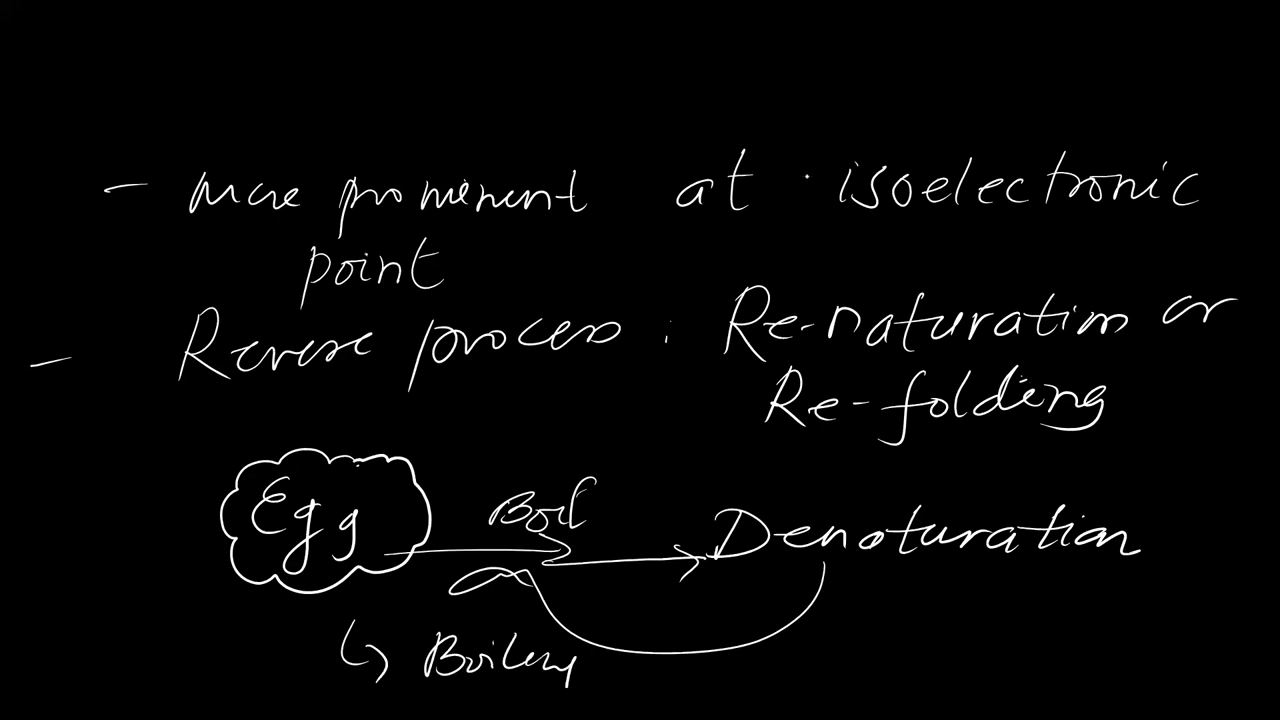 - more prominent at isoelectronic
point
- Reverse process : Re-naturation or
Re-folding
Egg Boil Denaturation
↳ Boiling